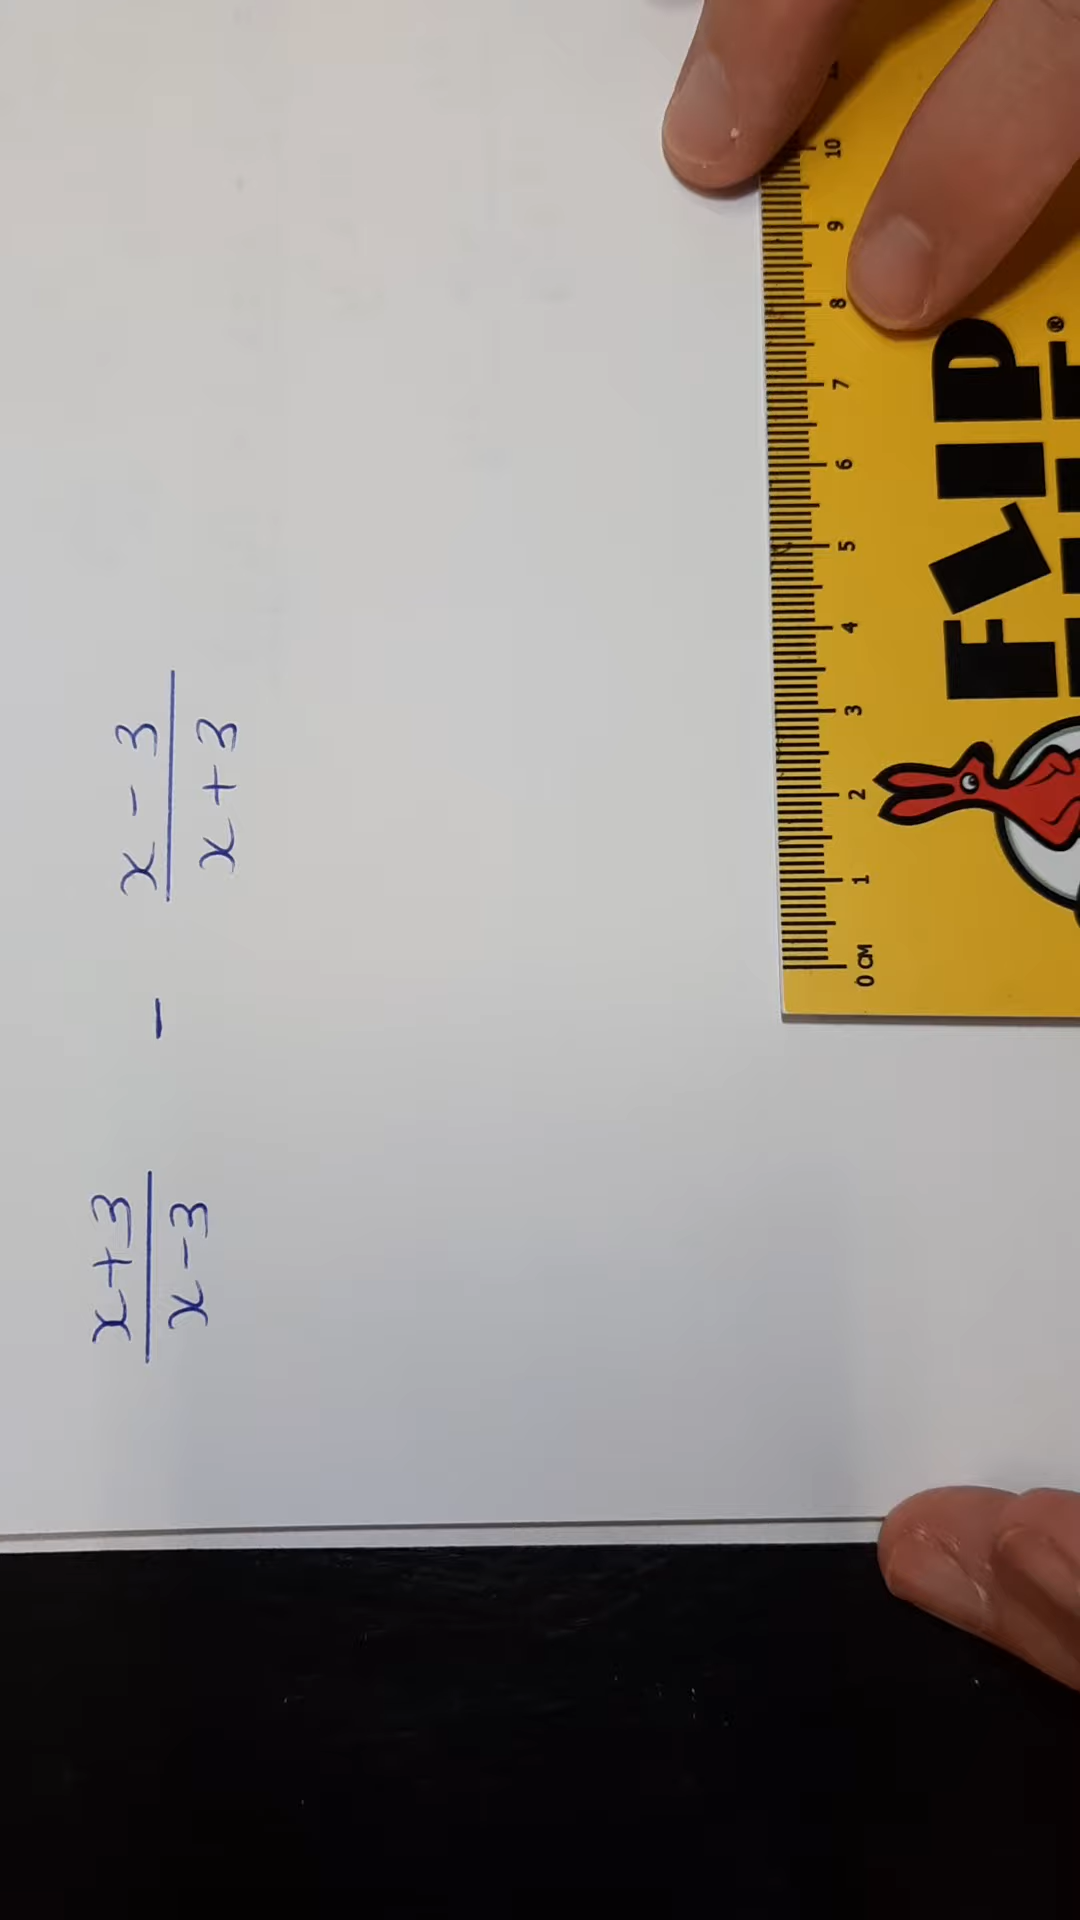 x+3 x-3
— - —
x-3 x+3
0 CM 1 2 3 4 5 6 7 8 9 10
FLIP®